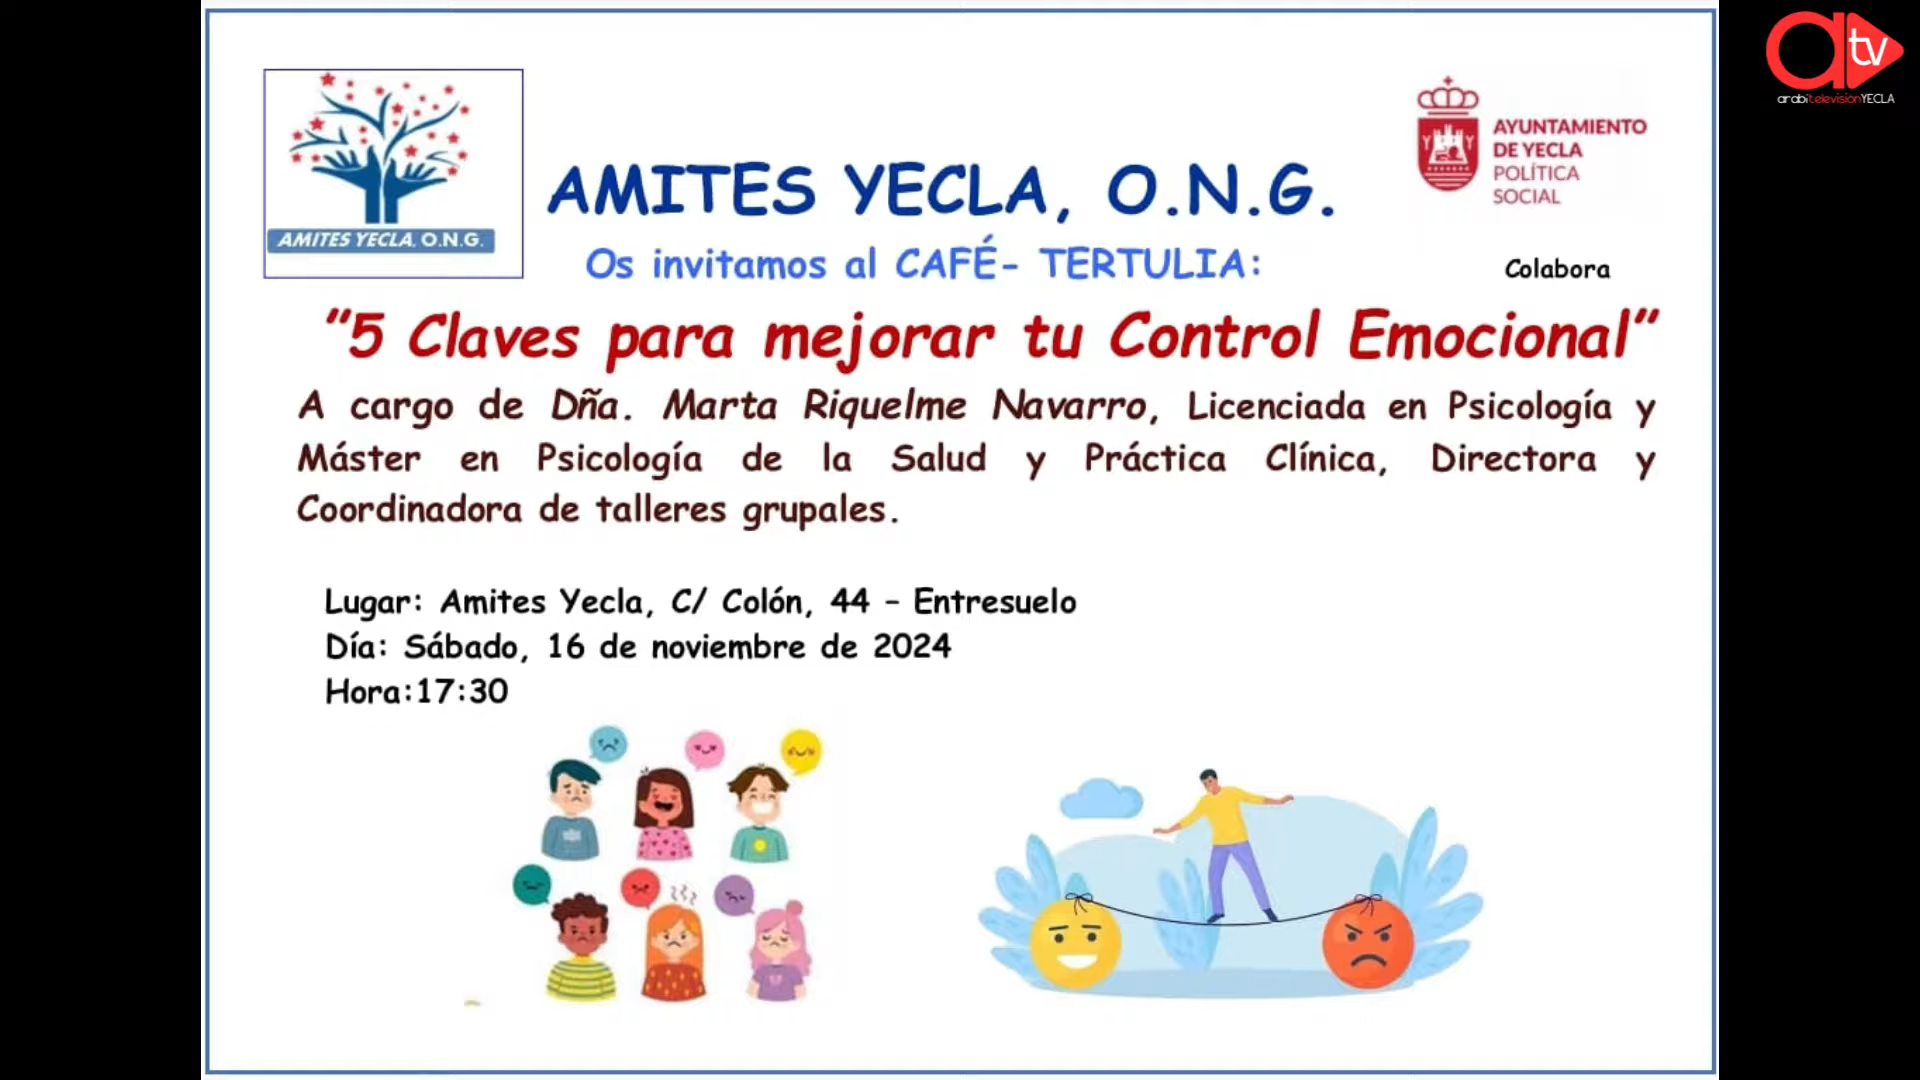 atv
arabitelevisiónYECLA
AMITES YECLA. O.N.G.
AYUNTAMIENTO
DE YECLA
POLÍTICA
SOCIAL
AMITES YECLA, O.N.G.
Os invitamos al CAFÉ- TERTULIA:
Colabora
"5 Claves para mejorar tu Control Emocional"
A cargo de Dña. Marta Riquelme Navarro, Licenciada en Psicología y
Máster en Psicología de la Salud y Práctica Clínica, Directora y
Coordinadora de talleres grupales.
Lugar: Amites Yecla, C/ Colón, 44 – Entresuelo
Día: Sábado, 16 de noviembre de 2024
Hora:17:30